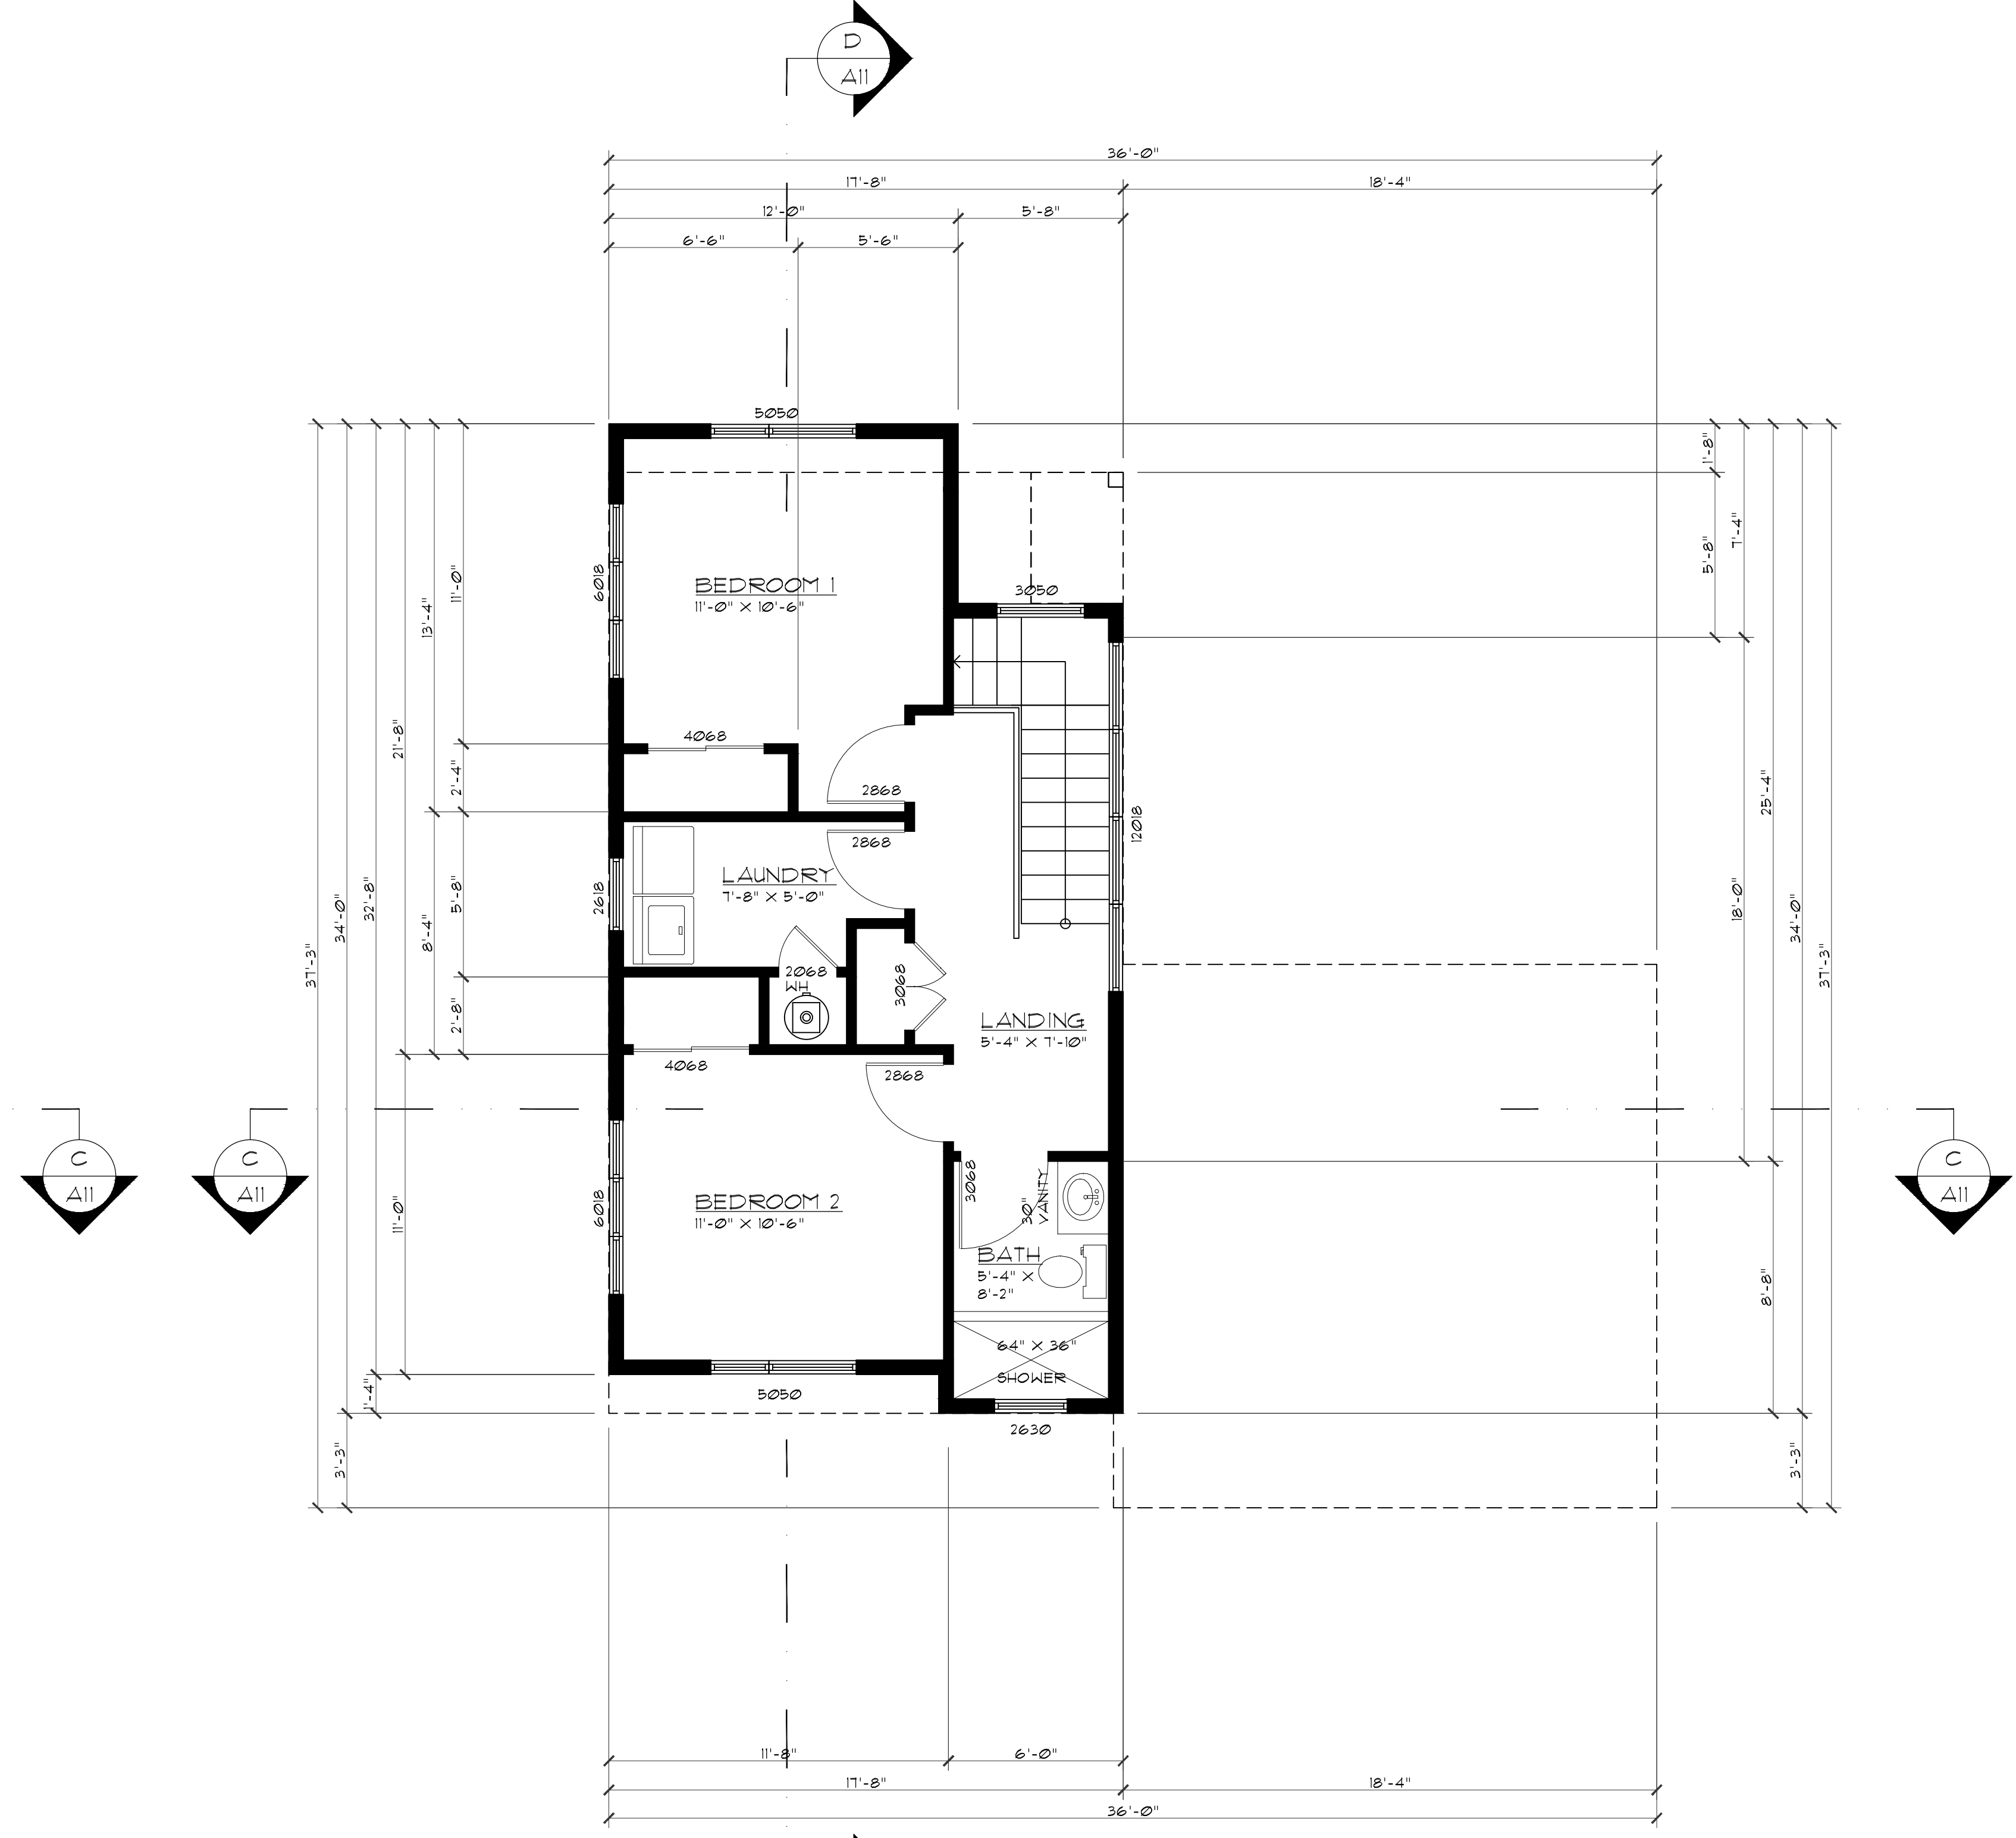 D
A11
36'-0"
17'-8"
18'-4"
12'-0"
5'-8"
6'-6"
5'-6"
5050
1'-8"
7'-4"
5'-8"
6018
11'-0"
13'-4"
BEDROOM 1
11'-0" X 10'-6"
3050
21'-8"
2'-4"
4068
2868
2868
25'-4"
12018
LAUNDRY
7'-8" X 5'-0"
2618
5'-8"
8'-4"
32'-8"
34'-0"
37'-3"
18'-0"
34'-0"
37'-3"
2068
WH
3068
2'-8"
LANDING
5'-4" X 7'-10"
4068
2868
C
A11
C
A11
C
A11
11'-0"
6018
BEDROOM 2
11'-0" X 10'-6"
3068
30"
VANITY
BATH
5'-4" X
8'-2"
8'-8"
64" X 36"
SHOWER
1'-4"
5050
2630
3'-3"
3'-3"
11'-8"
6'-0"
17'-8"
18'-4"
36'-0"